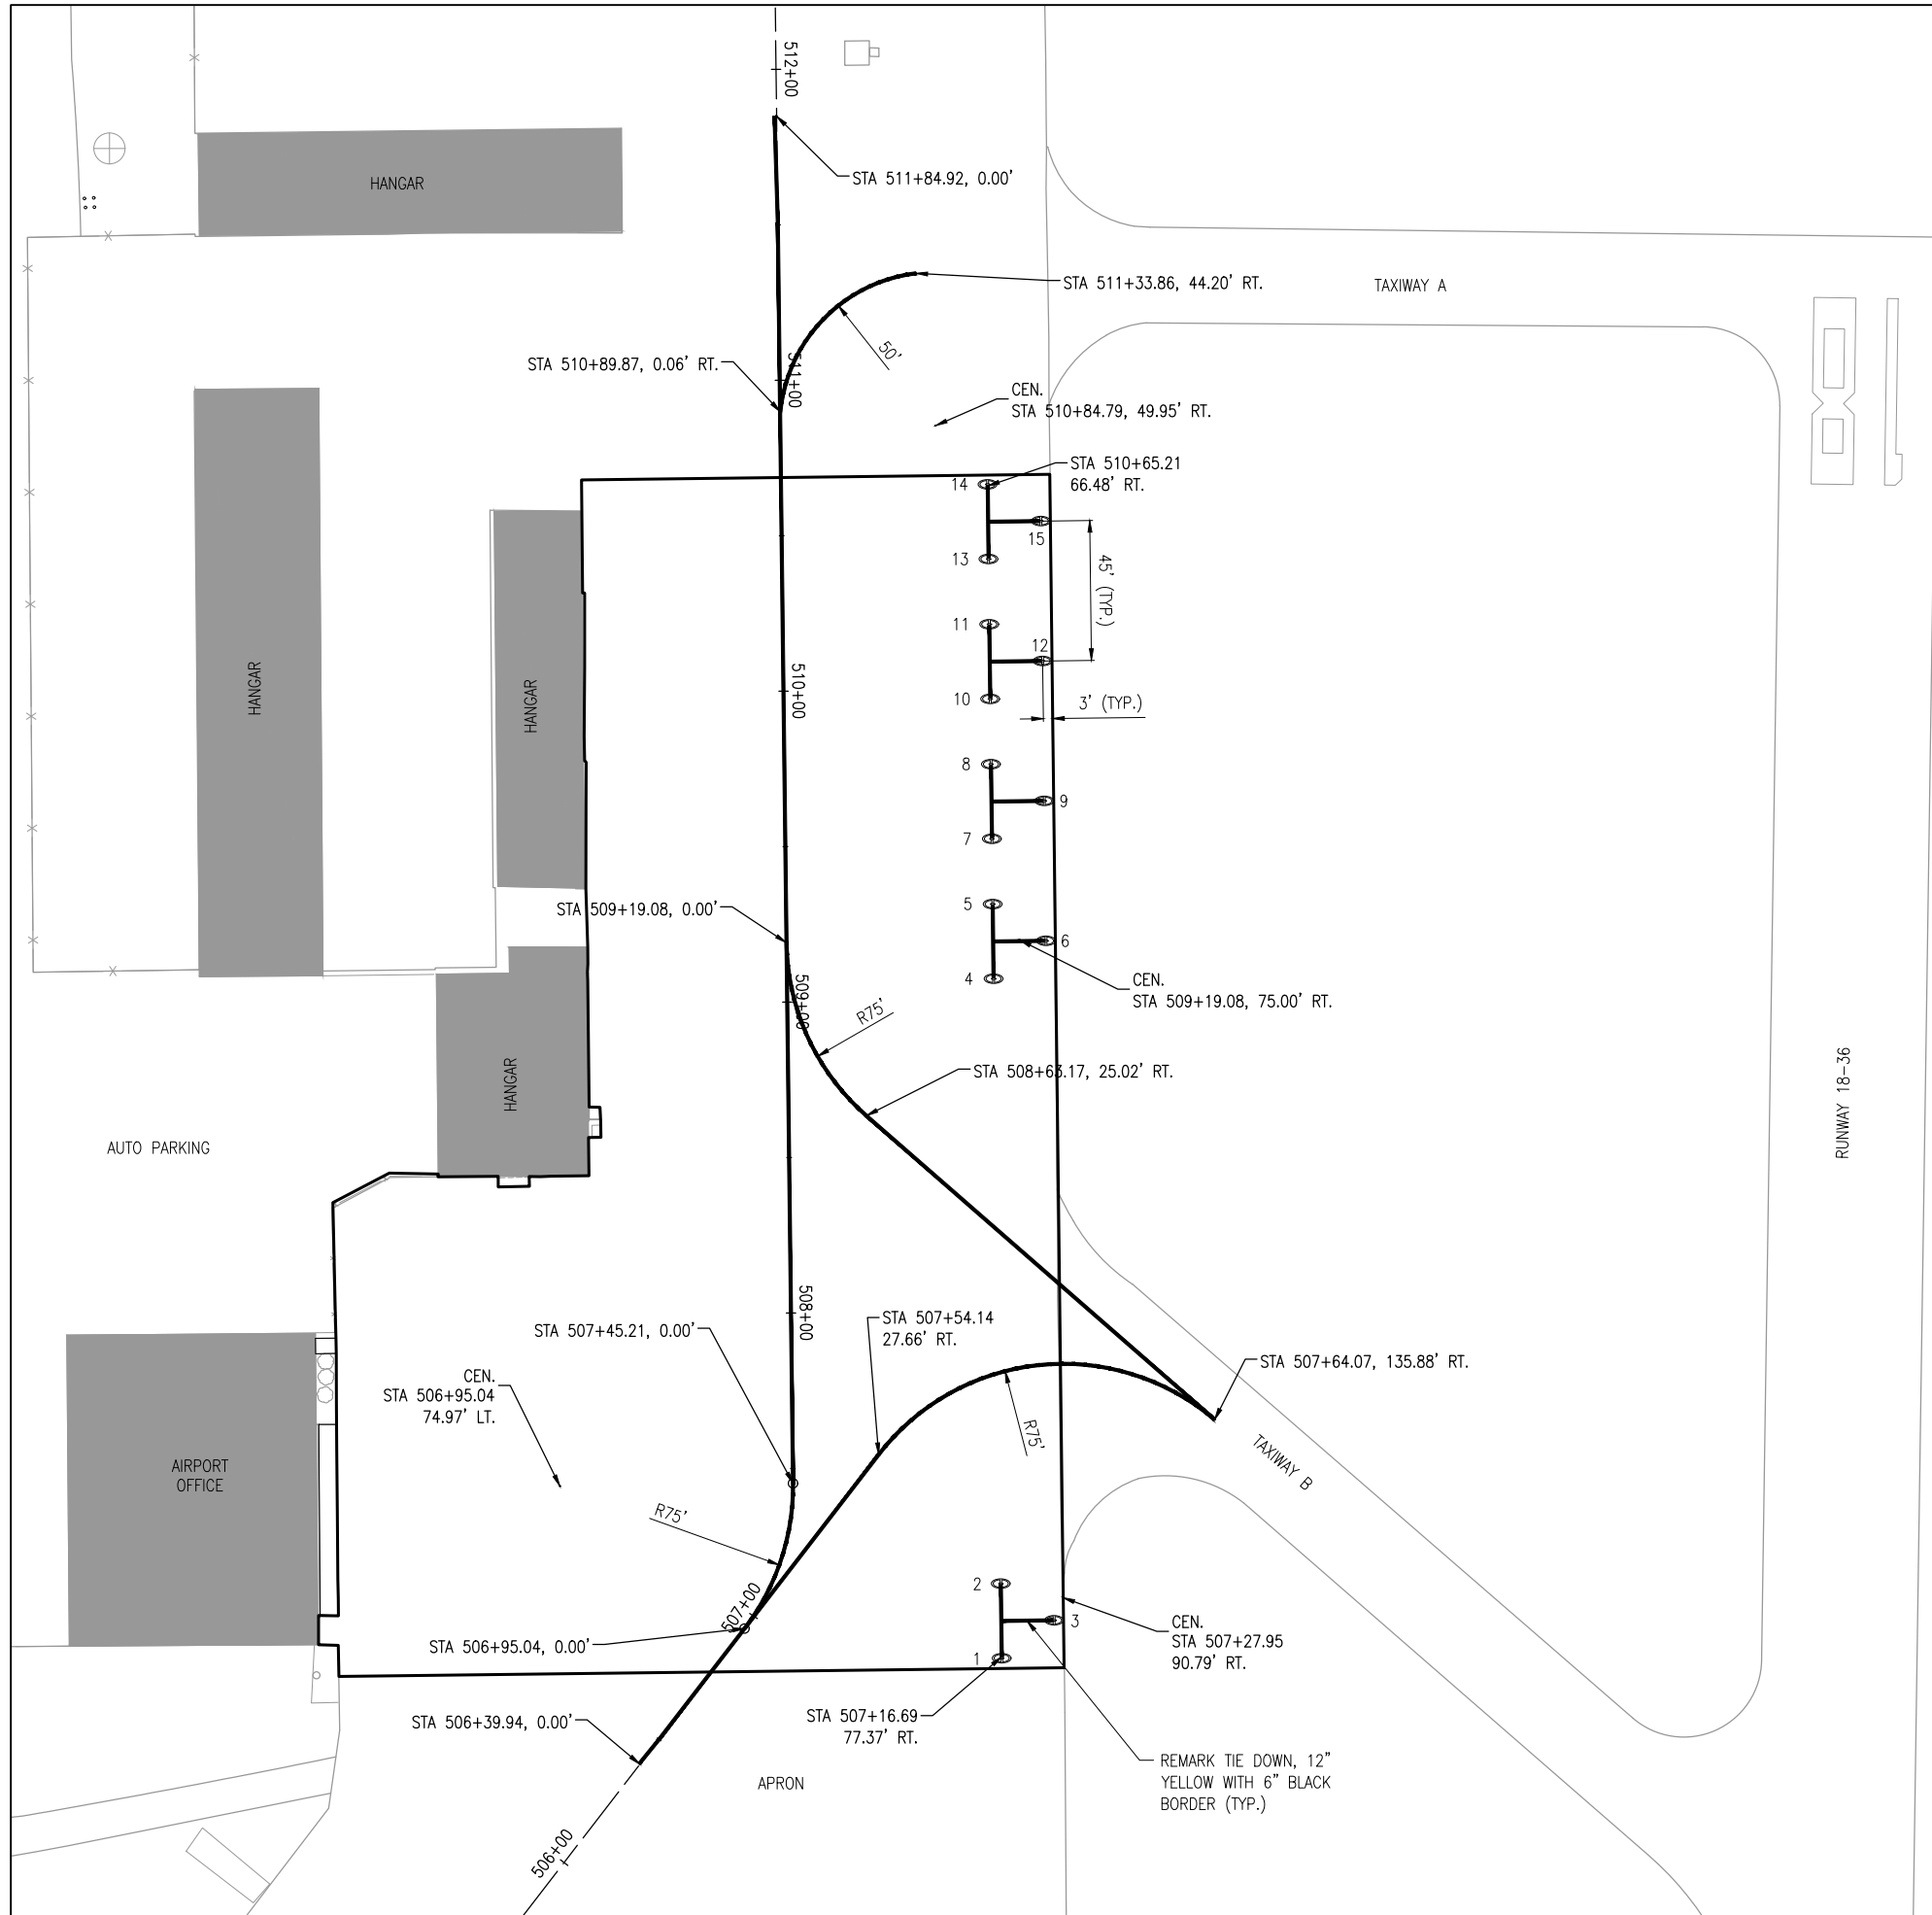 512+00
HANGAR
STA 511+84.92, 0.00'
STA 511+33.86, 44.20' RT.
TAXIWAY A
50'
STA 510+89.87, 0.06' RT.
511+00
CEN.
STA 510+84.79, 49.95' RT.
STA 510+65.21
66.48' RT.
14
15
13
45' (TYP.)
11
12
10
3' (TYP.)
HANGAR
HANGAR
510+00
8
9
7
5
6
4
STA 509+19.08, 0.00'
CEN.
STA 509+19.08, 75.00' RT.
509+00
R75'
STA 508+63.17, 25.02' RT.
HANGAR
RUNWAY 18-36
AUTO PARKING
508+00
STA 507+45.21, 0.00'
STA 507+54.14
27.66' RT.
STA 507+64.07, 135.88' RT.
CEN.
STA 506+95.04
74.97' LT.
R75'
TAXIWAY B
AIRPORT
OFFICE
R75'
2
3
1
507+00
CEN.
STA 507+27.95
90.79' RT.
STA 506+95.04, 0.00'
STA 506+39.94, 0.00'
STA 507+16.69
77.37' RT.
REMARK TIE DOWN, 12"
YELLOW WITH 6" BLACK
BORDER (TYP.)
APRON
506+00